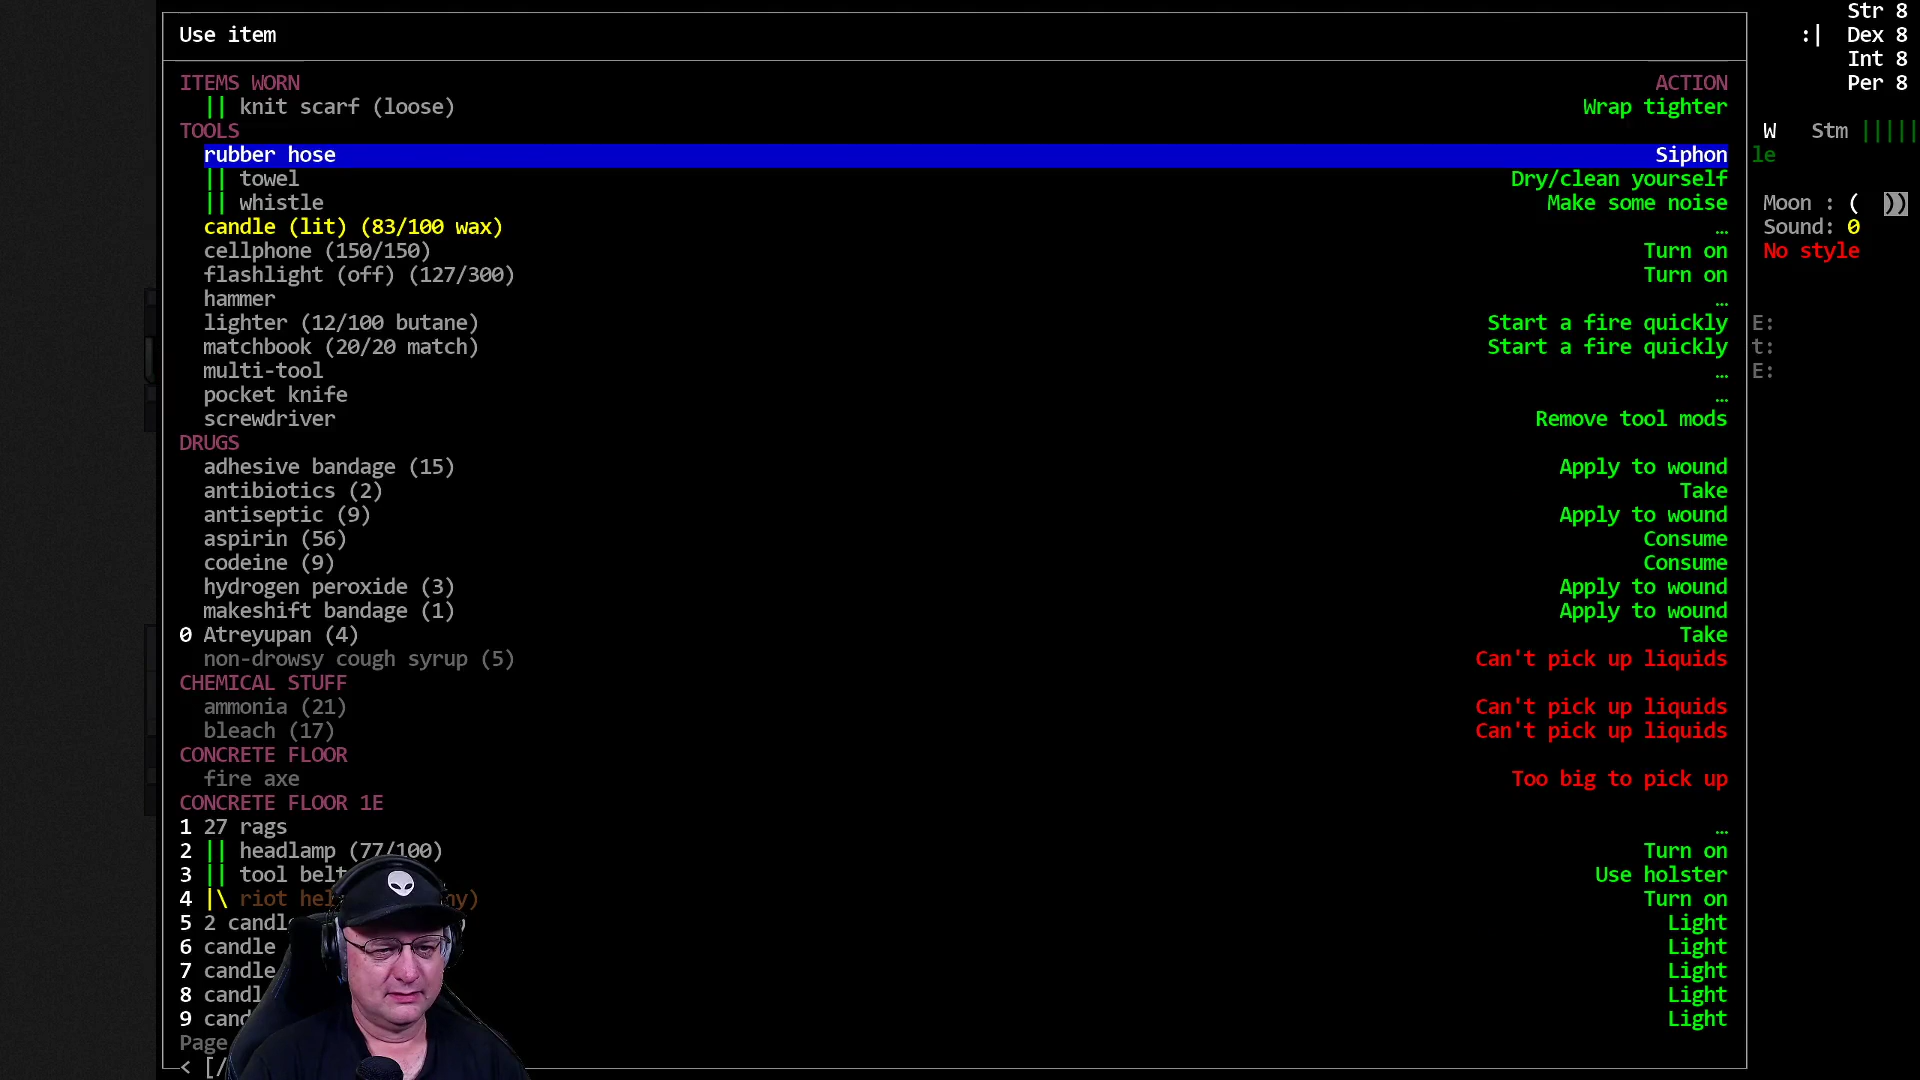 Use item
Str 8
:| Dex 8
Int 8
Per 8
ITEMS WORN ACTION
|| knit scarf (loose) Wrap tighter
TOOLS W Stm |||||
rubber hose Siphon le
|| towel Dry/clean yourself
|| whistle Make some noise Moon : ( ))
candle (lit) (83/100 wax) … Sound: 0
cellphone (150/150) Turn on No style
flashlight (off) (127/300) Turn on
hammer …
lighter (12/100 butane) Start a fire quickly E:
matchbook (20/20 match) Start a fire quickly t:
multi-tool … E:
pocket knife …
screwdriver Remove tool mods
DRUGS
adhesive bandage (15) Apply to wound
antibiotics (2) Take
antiseptic (9) Apply to wound
aspirin (56) Consume
codeine (9) Consume
hydrogen peroxide (3) Apply to wound
makeshift bandage (1) Apply to wound
0 Atreyupan (4) Take
non-drowsy cough syrup (5) Can't pick up liquids
CHEMICAL STUFF
ammonia (21) Can't pick up liquids
bleach (17) Can't pick up liquids
CONCRETE FLOOR
fire axe Too big to pick up
CONCRETE FLOOR 1E
1 27 rags …
2 || headlamp (77/100) Turn on
3 || tool belt Use holster
4 |\ riot hel ny) Turn on
5 2 candl Light
6 candle Light
7 candle Light
8 candl Light
9 cand Light
Page
< [/